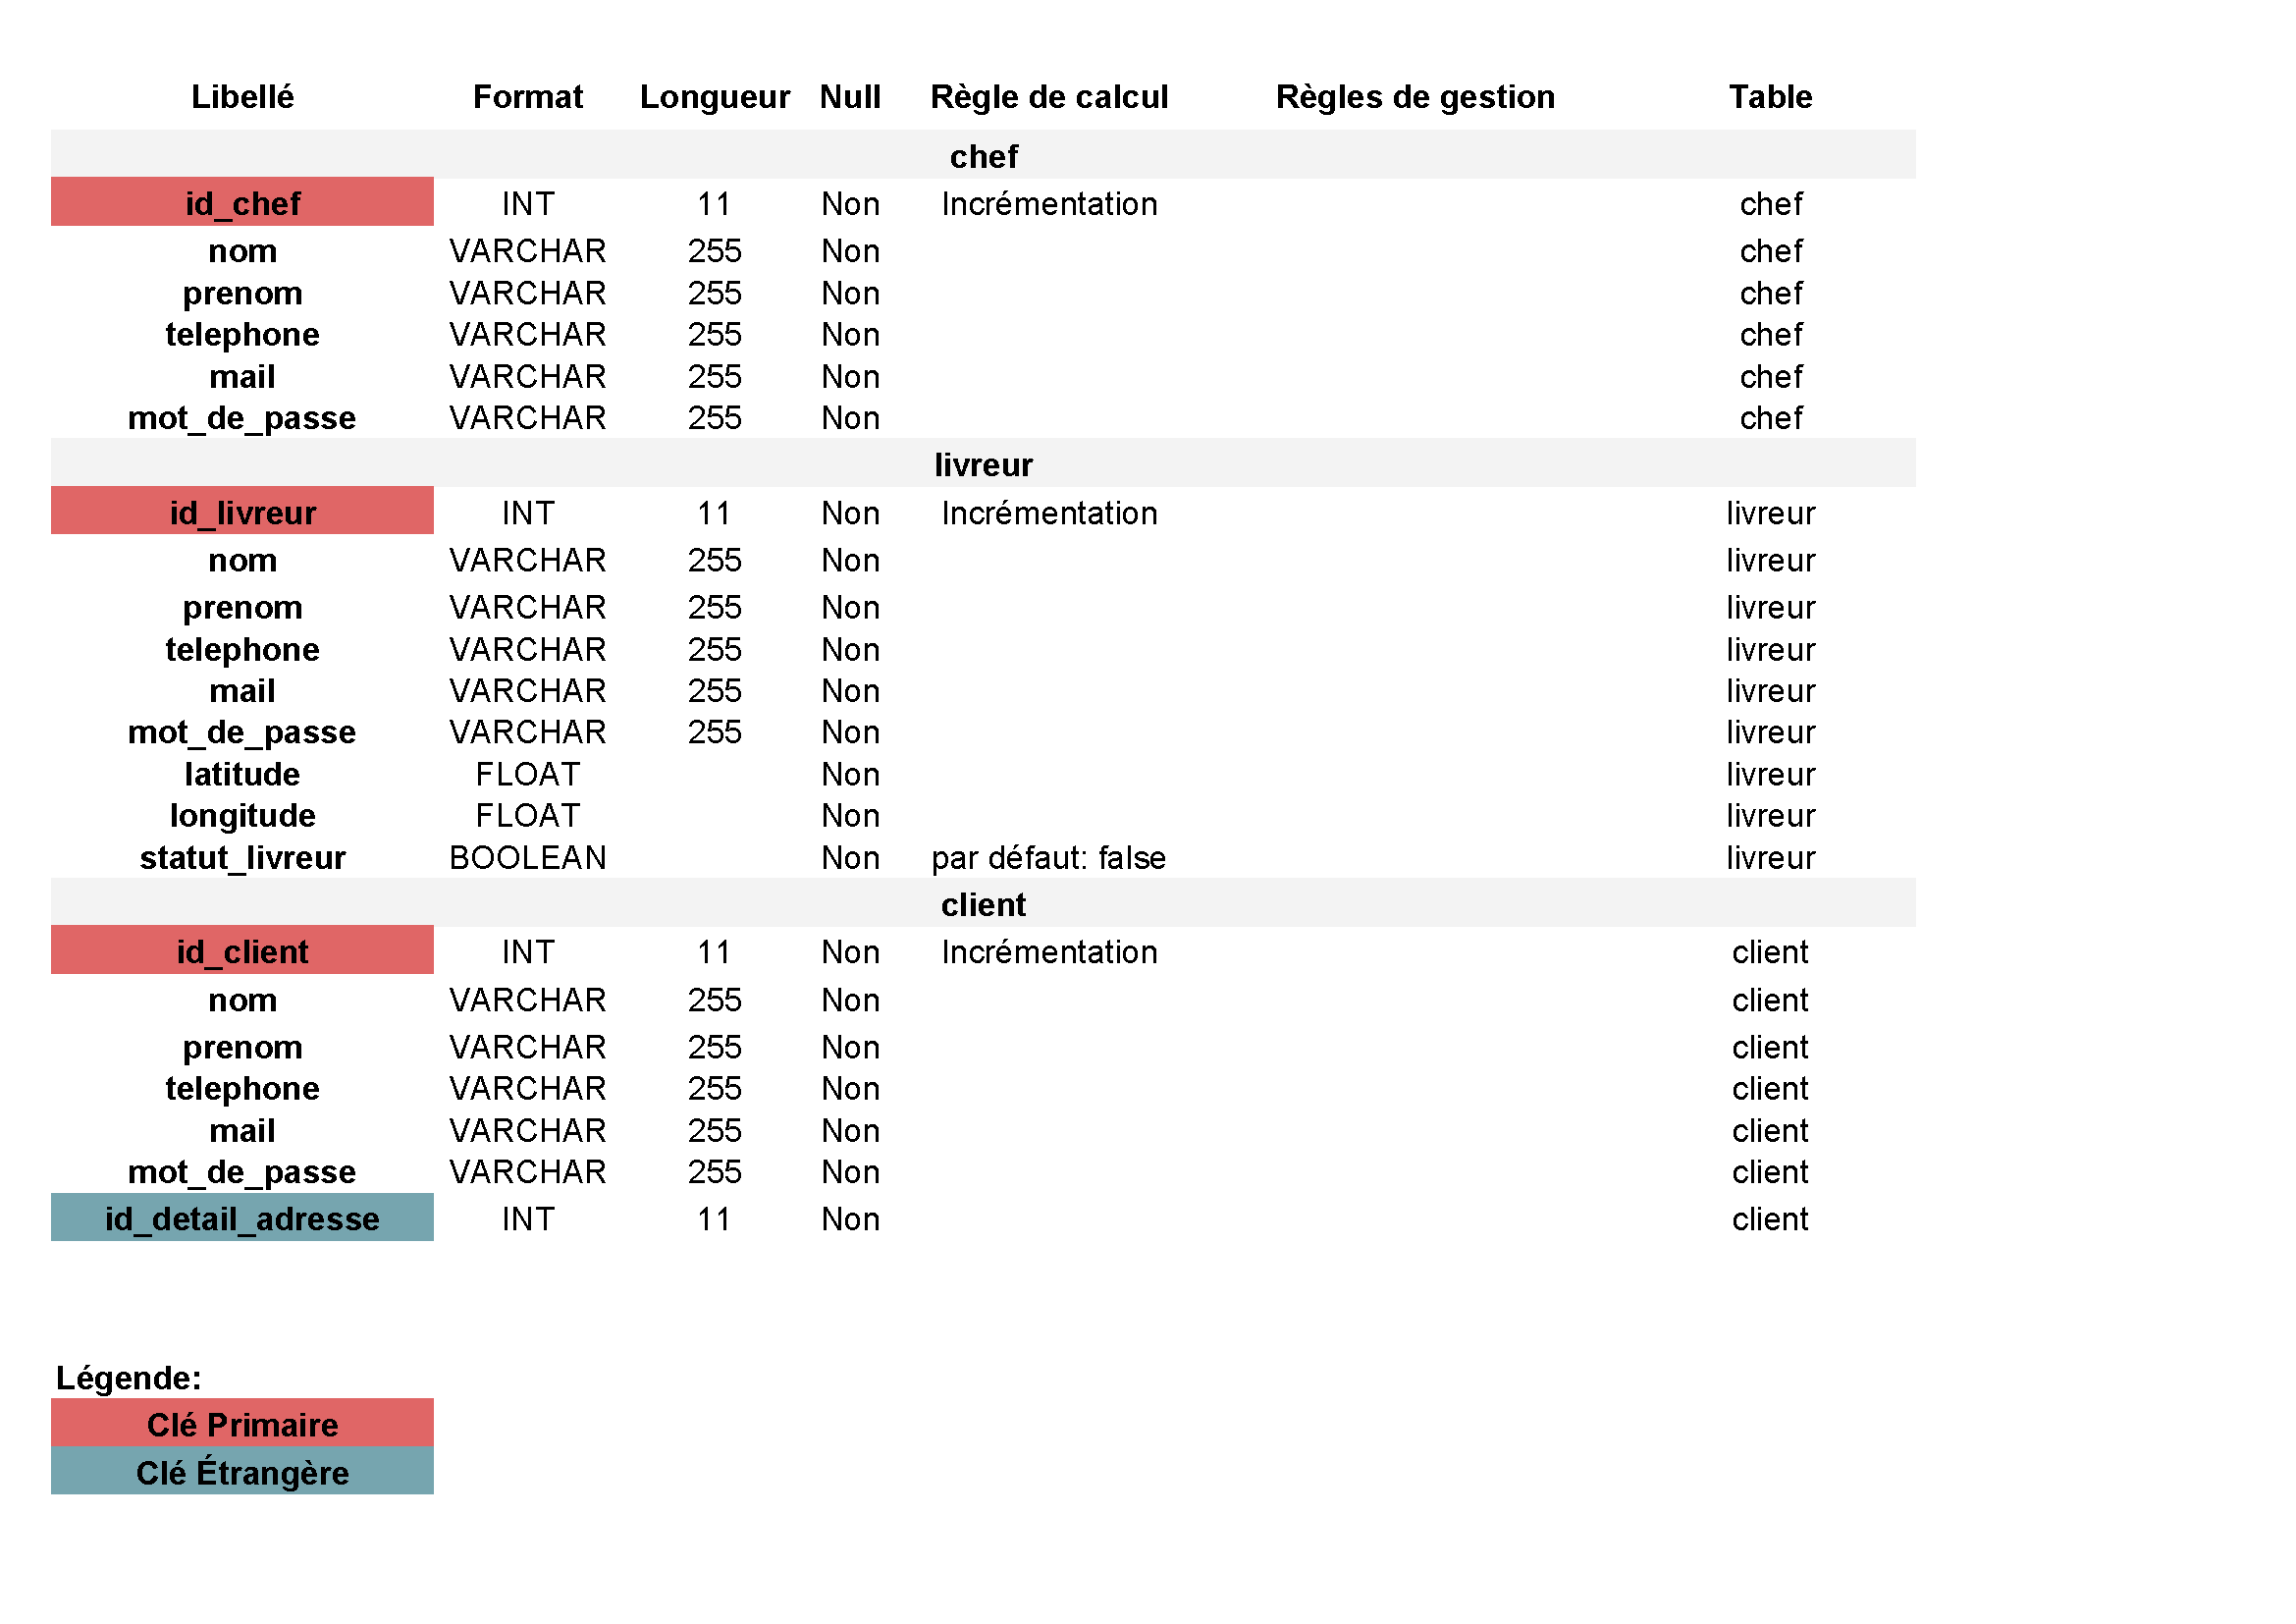 Libellé Format Longueur Null Règle de calcul Règles de gestion Table
chef
id_chef INT 11 Non Incrémentation chef
nom VARCHAR 255 Non chef
prenom VARCHAR 255 Non chef
telephone VARCHAR 255 Non chef
mail VARCHAR 255 Non chef
mot_de_passe VARCHAR 255 Non chef
livreur
id_livreur INT 11 Non Incrémentation livreur
nom VARCHAR 255 Non livreur
prenom VARCHAR 255 Non livreur
telephone VARCHAR 255 Non livreur
mail VARCHAR 255 Non livreur
mot_de_passe VARCHAR 255 Non livreur
latitude FLOAT Non livreur
longitude FLOAT Non livreur
statut_livreur BOOLEAN Non par défaut: false livreur
client
id_client INT 11 Non Incrémentation client
nom VARCHAR 255 Non client
prenom VARCHAR 255 Non client
telephone VARCHAR 255 Non client
mail VARCHAR 255 Non client
mot_de_passe VARCHAR 255 Non client
id_detail_adresse INT 11 Non client
Légende:
Clé Primaire
Clé Étrangère